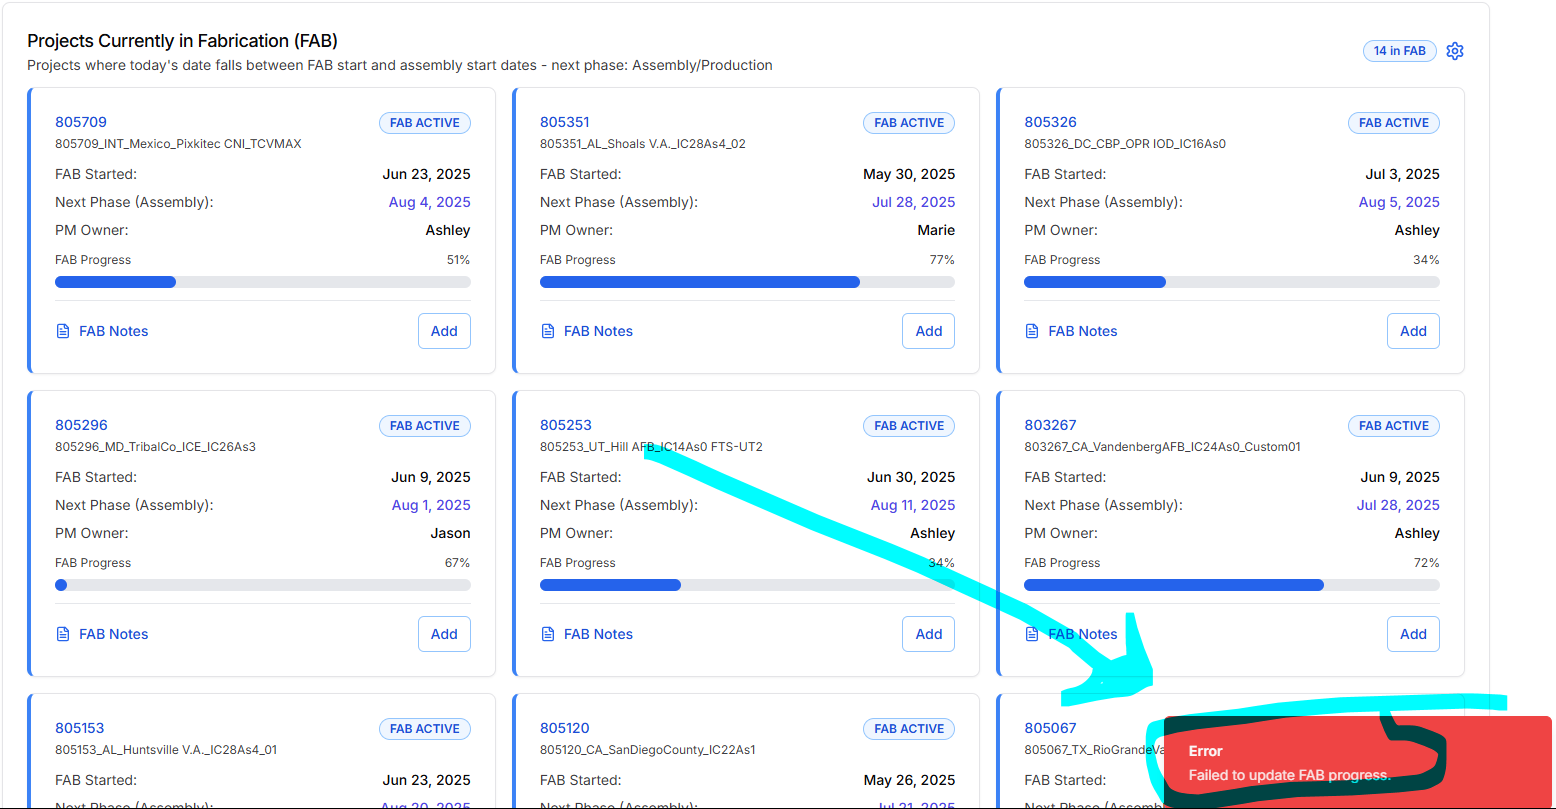 Projects Currently in Fabrication (FAB)
Projects where today's date falls between FAB start and assembly start dates - next phase: Assembly/Production
14 in FAB
805709
FAB ACTIVE
805709_INT_Mexico_Pixkitec CNI_TCVMAX
FAB Started:
Jun 23, 2025
Next Phase (Assembly):
Aug 4, 2025
PM Owner:
Ashley
FAB Progress
51%
FAB Notes
Add
805351
FAB ACTIVE
805351_AL_Shoals V.A._IC28As4_02
FAB Started:
May 30, 2025
Next Phase (Assembly):
Jul 28, 2025
PM Owner:
Marie
FAB Progress
77%
FAB Notes
Add
805326
FAB ACTIVE
805326_DC_CBP_OPR IOD_IC16As0
FAB Started:
Jul 3, 2025
Next Phase (Assembly):
Aug 5, 2025
PM Owner:
Ashley
FAB Progress
34%
FAB Notes
Add
805296
FAB ACTIVE
805296_MD_TribalCo_ICE_IC26As3
FAB Started:
Jun 9, 2025
Next Phase (Assembly):
Aug 1, 2025
PM Owner:
Jason
FAB Progress
67%
FAB Notes
Add
805253
FAB ACTIVE
805253_UT_Hill AFB_IC14As0 FTS-UT2
FAB Started:
Jun 30, 2025
Next Phase (Assembly):
Aug 11, 2025
PM Owner:
Ashley
FAB Progress
34%
FAB Notes
Add
803267
FAB ACTIVE
803267_CA_VandenbergAFB_IC24As0_Custom01
FAB Started:
Jun 9, 2025
Next Phase (Assembly):
Jul 28, 2025
PM Owner:
Ashley
FAB Progress
72%
FAB Notes
Add
805153
FAB ACTIVE
805153_AL_Huntsville V.A._IC28As4_01
FAB Started:
Jun 23, 2025
Next Phase (Assembly):
Aug 20, 2025
805120
FAB ACTIVE
805120_CA_SanDiegoCounty_IC22As1
FAB Started:
May 26, 2025
Next Phase (Assembly):
Jul 21, 2025
805067
805067_TX_RioGrandeVa
FAB Started:
Next Phase (Assembly)
Error
Failed to update FAB progress.